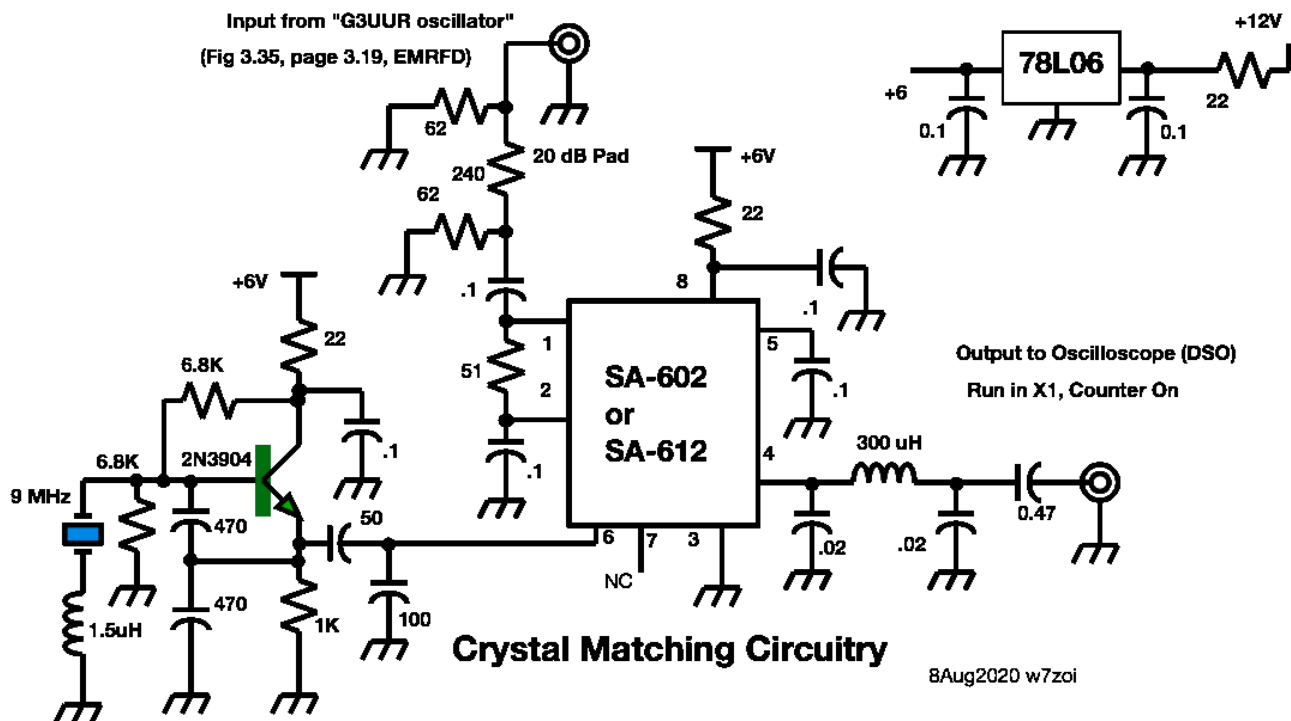 Input from "G3UUR oscillator"
(Fig 3.35, page 3.19, EMRFD)
+12V
78L06
+6
22
0.1
0.1
62
20 dB Pad
240
62
+6V
22
8
.1
.1
+6V
22
6.8K
.1
1
51
2
.1
SA-602
or
SA-612
5
.1
4
Output to Oscilloscope (DSO)
Run in X1, Counter On
300 uH
0.47
.02
.02
6.8K
2N3904
9 MHz
470
50
6
7
3
NC
470
1.5uH
1K
100
Crystal Matching Circuitry
8Aug2020 w7zoi